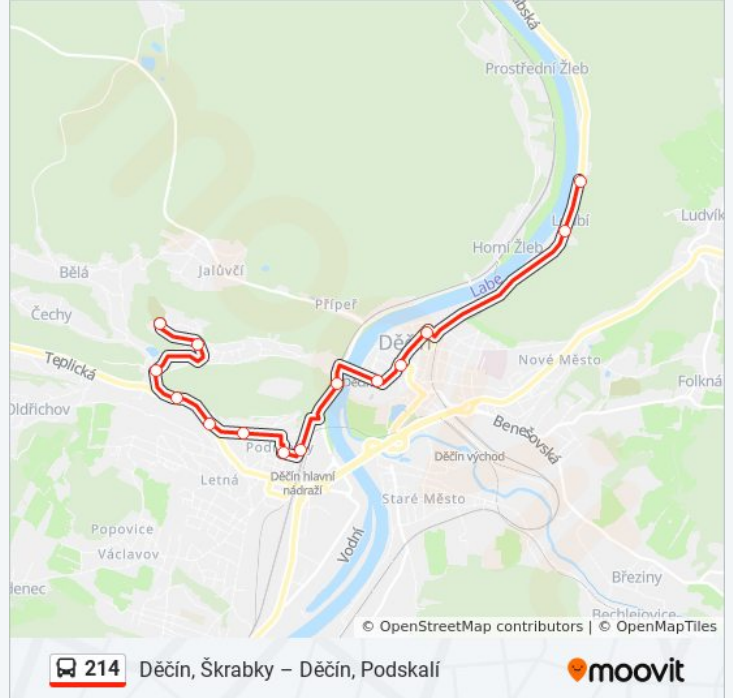 Prostřední Žleb
Ludvík
Horní Žleb
Labe
Bělá
Jalůvčí
Čechy
Přípeř
Děčín
Teplická
Nové Město
Oldřichov
Folkná
Benešovská
Děčín východ
Letná
Děčín hlavní
nádraží
Staré Město
Popovice
Václavov
Vodní
Březiny
Bechlejovice
© OpenStreetMap contributors | © OpenMapTiles
214 Děčín, Škrabky – Děčín, Podskalí
moovit